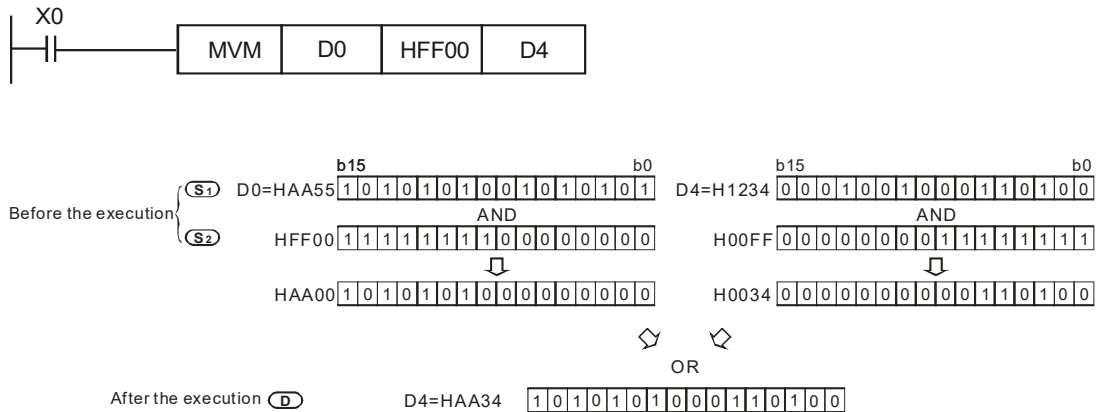 X0
MVM D0 HFF00 D4
b15 b0 b15 b0
S1 D0=HAA55 1 0 1 0 1 0 1 0 0 1 0 1 0 1 0 1 D4=H1234 0 0 0 1 0 0 1 0 0 0 1 1 0 1 0 0
Before the execution AND AND
S2 HFF00 1 1 1 1 1 1 1 1 0 0 0 0 0 0 0 0 H00FF 0 0 0 0 0 0 0 0 1 1 1 1 1 1 1 1
HAA00 1 0 1 0 1 0 1 0 0 0 0 0 0 0 0 0 H0034 0 0 0 0 0 0 0 0 0 0 1 1 0 1 0 0
OR
After the execution D D4=HAA34 1 0 1 0 1 0 1 0 0 0 1 1 0 1 0 0